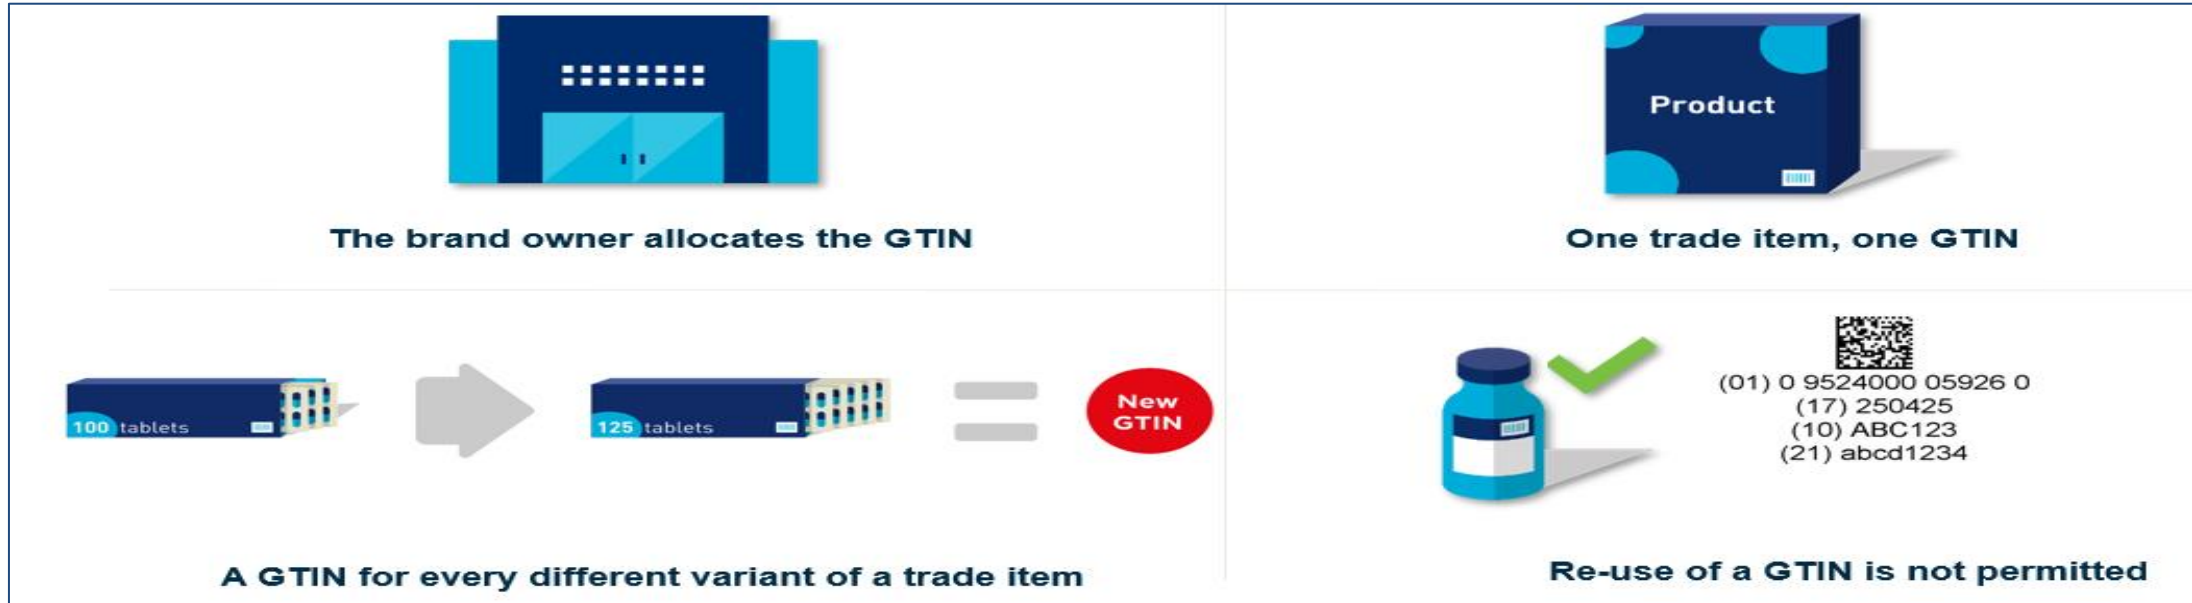 Product
The brand owner allocates the GTIN
One trade item, one GTIN
100 tablets
125 tablets
New
GTIN
(01) 0 9524000 05926 0
(17) 250425
(10) ABC123
(21) abcd1234
A GTIN for every different variant of a trade item
Re-use of a GTIN is not permitted